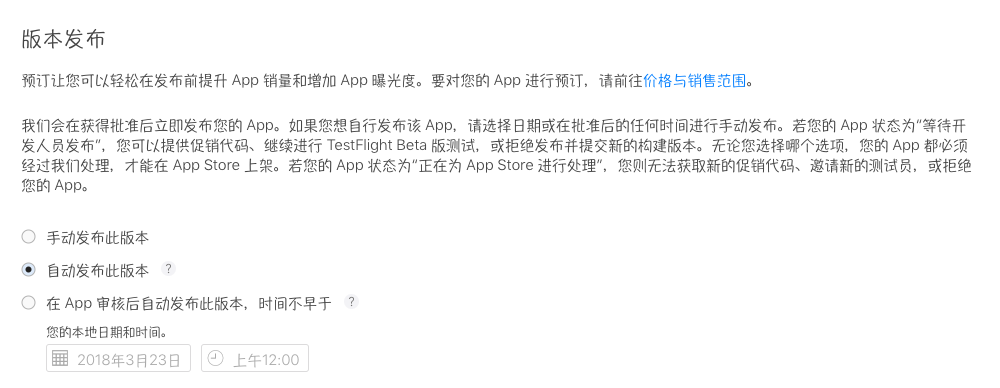 版本发布
预订让您可以轻松在发布前提升 App 销量和增加 App 曝光度。要对您的 App 进行预订，请前往价格与销售范围。
我们会在获得批准后立即发布您的 App。如果您想自行发布该 App，请选择日期或在批准后的任何时间进行手动发布。若您的 App 状态为“等待开
发人员发布”，您可以提供促销代码、继续进行 TestFlight Beta 版测试，或拒绝发布并提交新的构建版本。无论您选择哪个选项，您的 App 都必须
经过我们处理，才能在 App Store 上架。若您的 App 状态为“正在为 App Store 进行处理”，您则无法获取新的促销代码、邀请新的测试员，或拒绝
您的 App。
手动发布此版本
自动发布此版本 ?
在 App 审核后自动发布此版本，时间不早于 ?
您的本地日期和时间。
2018年3月23日 上午12:00